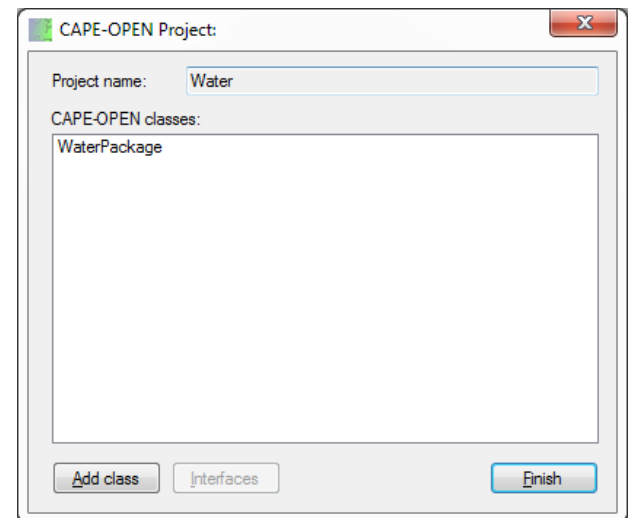 CAPE-OPEN Project:
Project name: Water
CAPE-OPEN classes:
WaterPackage
Add class Interfaces Finish